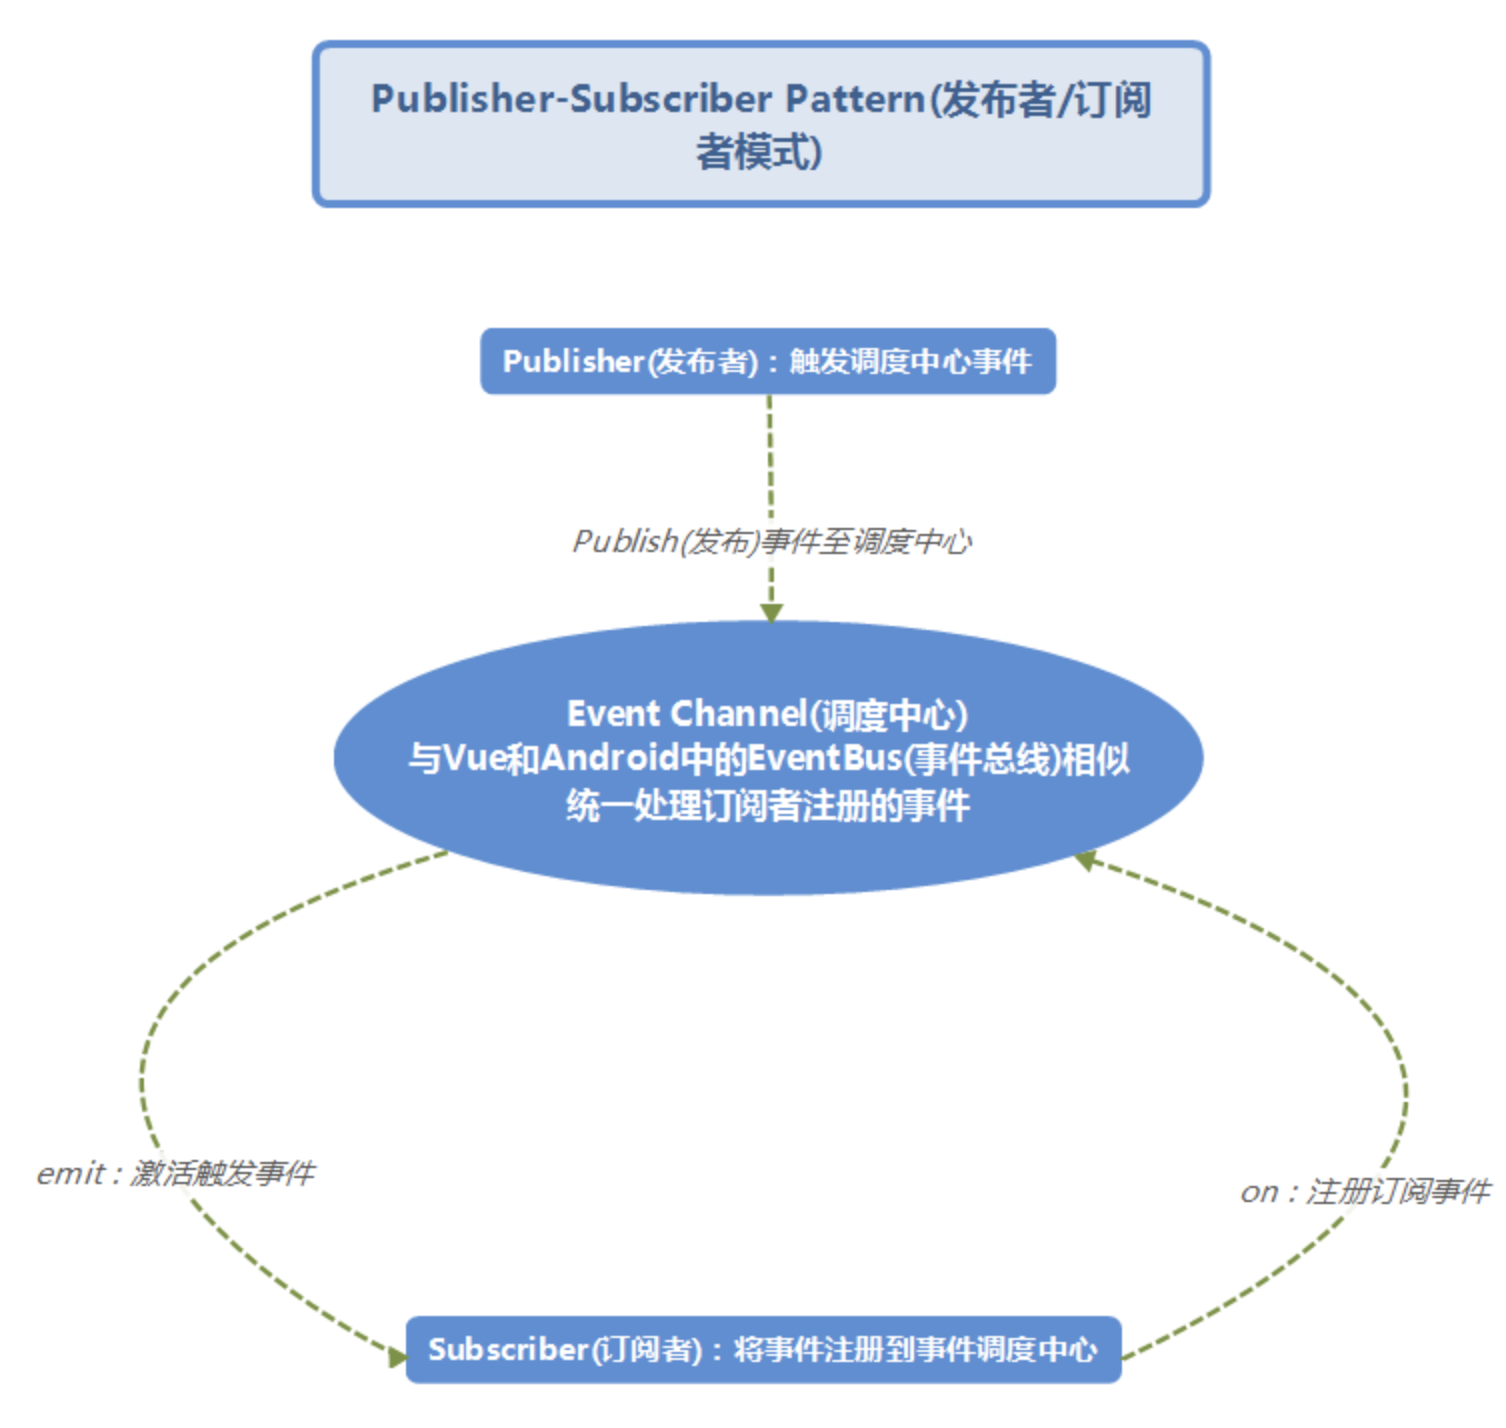 Publisher-Subscriber Pattern(发布者/订阅
者模式)
Publisher(发布者)：触发调度中心事件
Publish(发布)事件至调度中心
Event Channel(调度中心)
与Vue和Android中的EventBus(事件总线)相似
统一处理订阅者注册的事件
emit：激活触发事件
on：注册订阅事件
Subscriber(订阅者)：将事件注册到事件调度中心